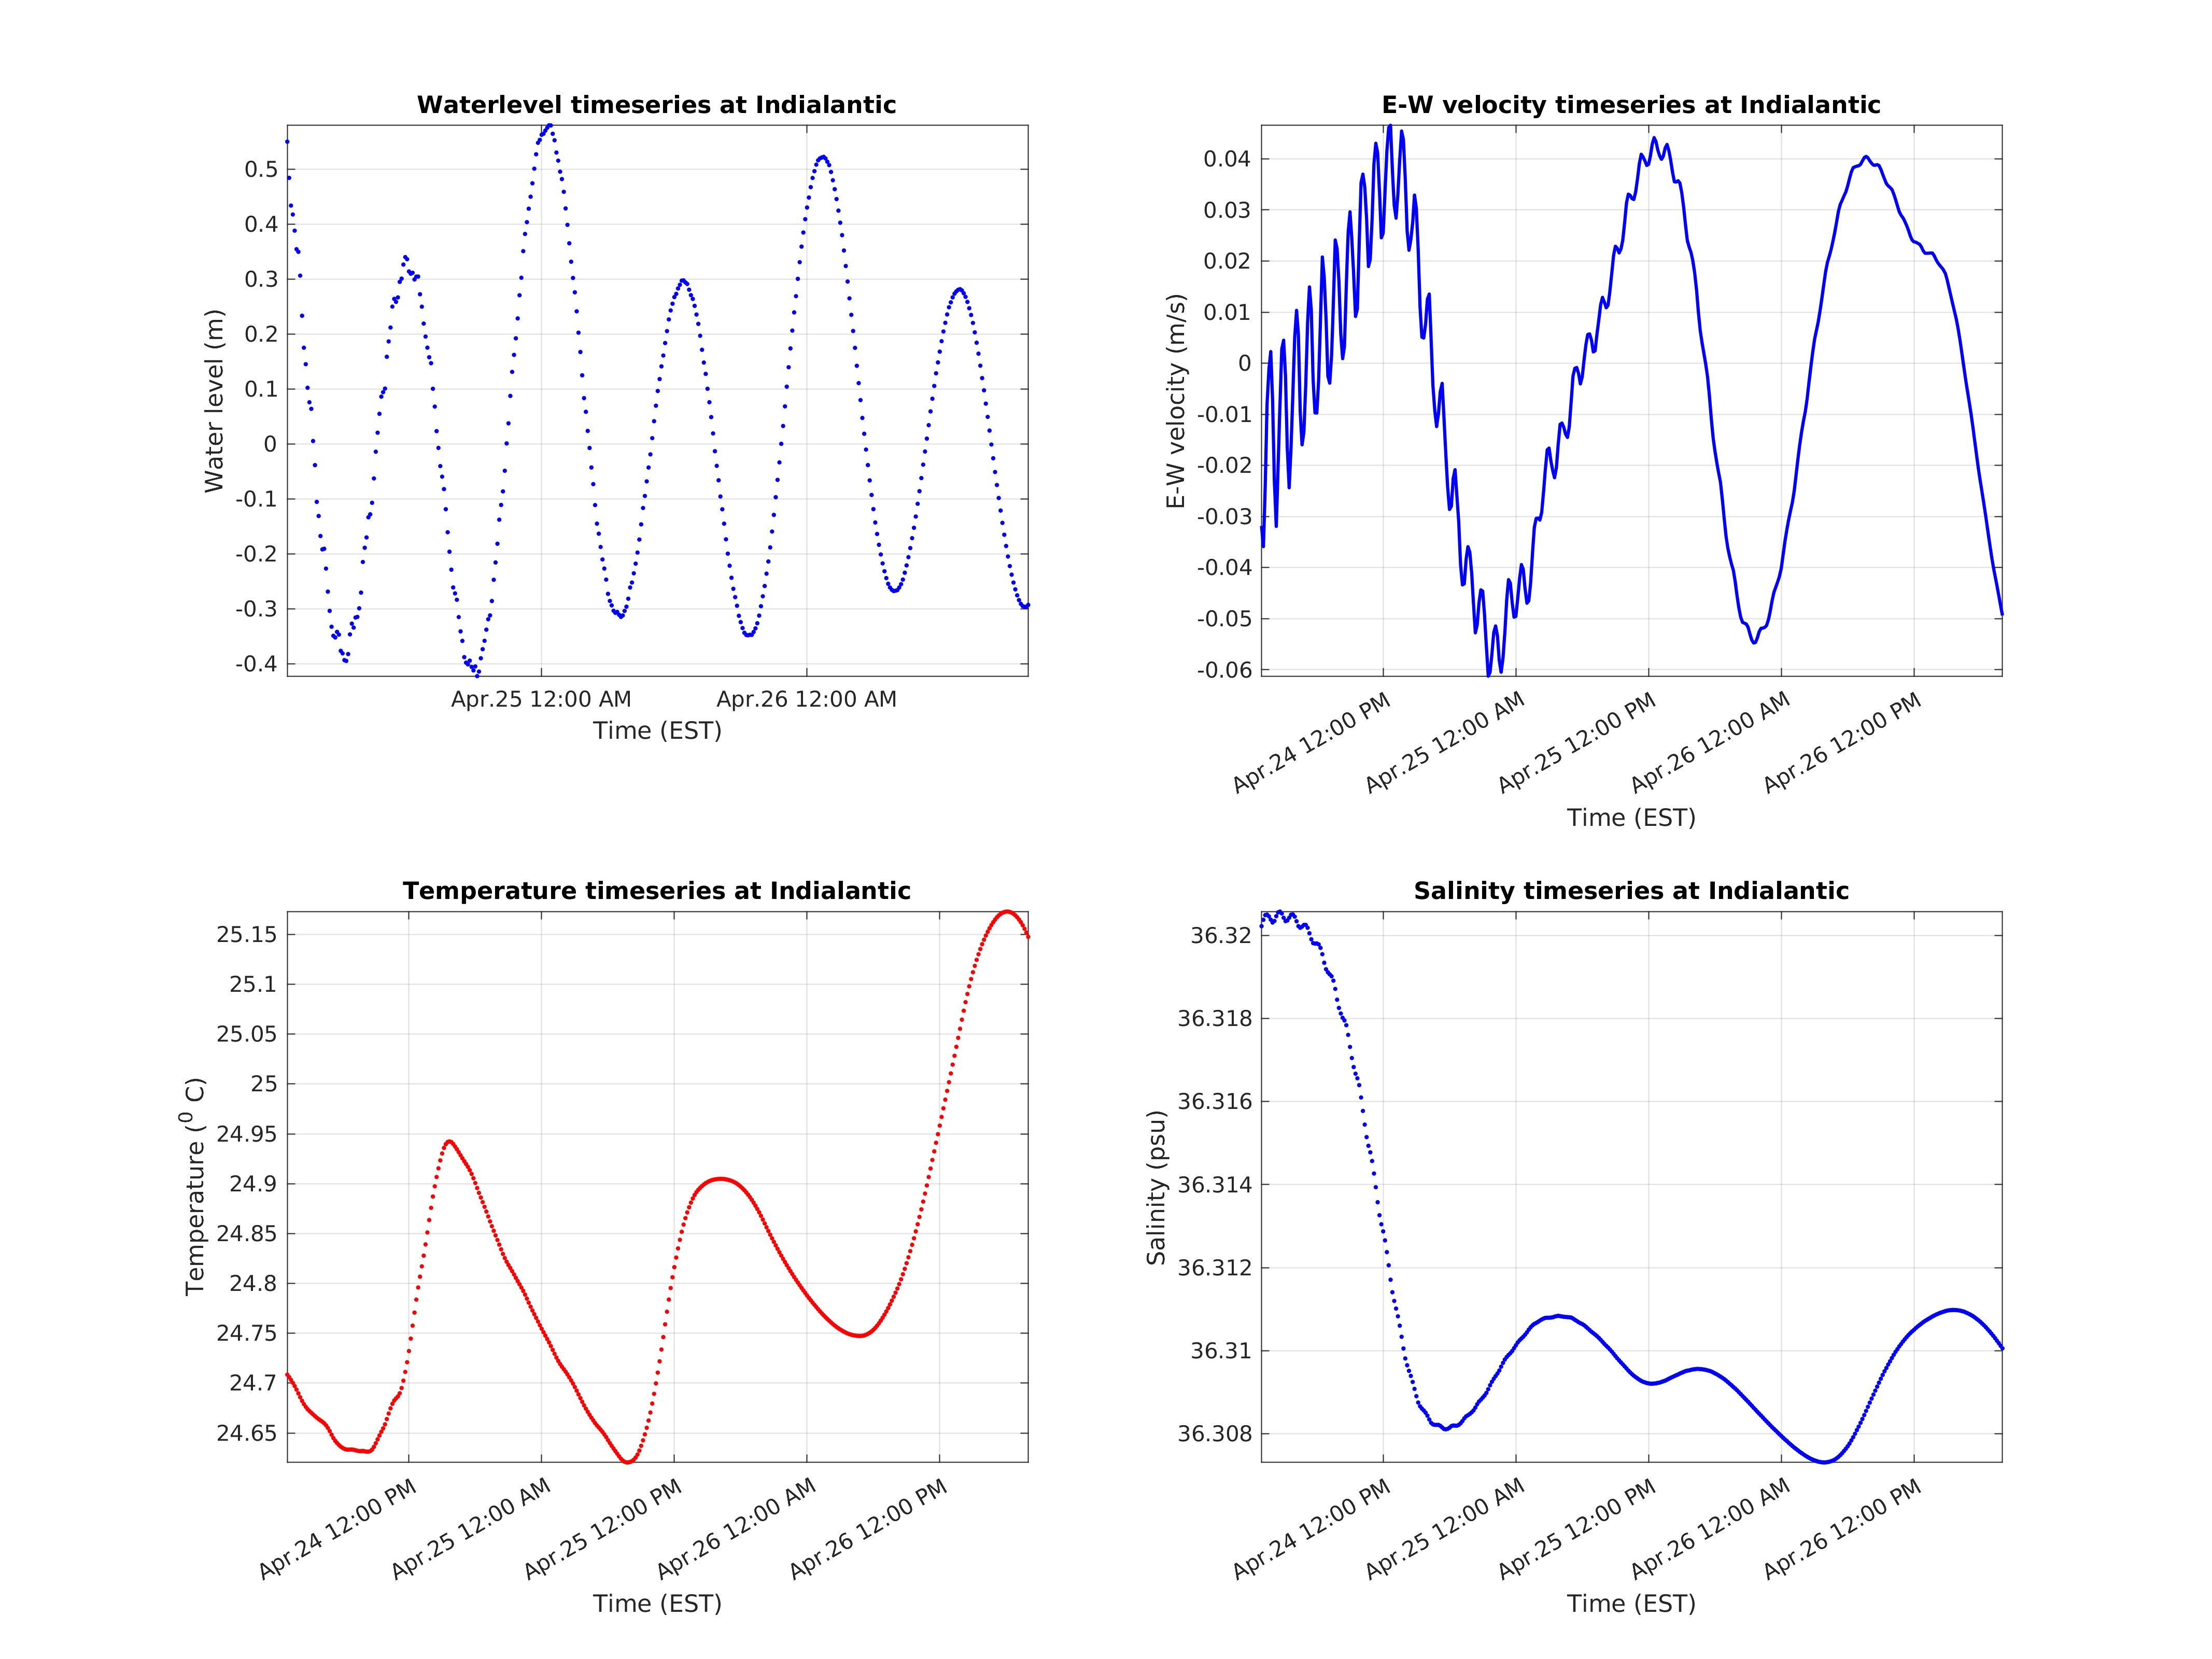 Waterlevel timeseries at Indialantic
0.5
0.4
0.3
0.2
0.1
0
-0.1
-0.2
-0.3
-0.4
Water level (m)
Apr.25 12:00 AM
Apr.26 12:00 AM
Time (EST)
E-W velocity timeseries at Indialantic
0.04
0.03
0.02
0.01
0
-0.01
-0.02
-0.03
-0.04
-0.05
-0.06
E-W velocity (m/s)
Apr.24 12:00 PM
Apr.25 12:00 AM
Apr.25 12:00 PM
Apr.26 12:00 AM
Apr.26 12:00 PM
Time (EST)
Temperature timeseries at Indialantic
25.15
25.1
25.05
25
24.95
24.9
24.85
24.8
24.75
24.7
24.65
Temperature (⁰ C)
Apr.24 12:00 PM
Apr.25 12:00 AM
Apr.25 12:00 PM
Apr.26 12:00 AM
Apr.26 12:00 PM
Time (EST)
Salinity timeseries at Indialantic
36.32
36.318
36.316
36.314
36.312
36.31
36.308
Salinity (psu)
Apr.24 12:00 PM
Apr.25 12:00 AM
Apr.25 12:00 PM
Apr.26 12:00 AM
Apr.26 12:00 PM
Time (EST)